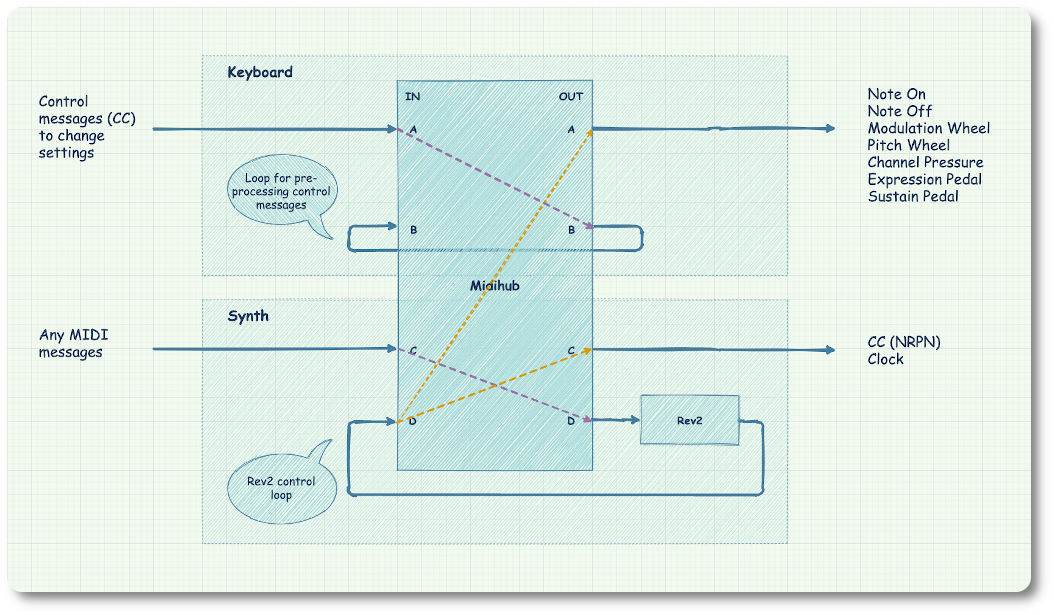 Keyboard
IN
OUT
Control
messages (CC)
to change
settings
A
A
Note On
Note Off
Modulation Wheel
Pitch Wheel
Channel Pressure
Expression Pedal
Sustain Pedal
Loop for pre-
processing control
messages
B
B
Midihub
Synth
Any MIDI
messages
C
C
CC (NRPN)
Clock
D
D
Rev2
Rev2 control
loop